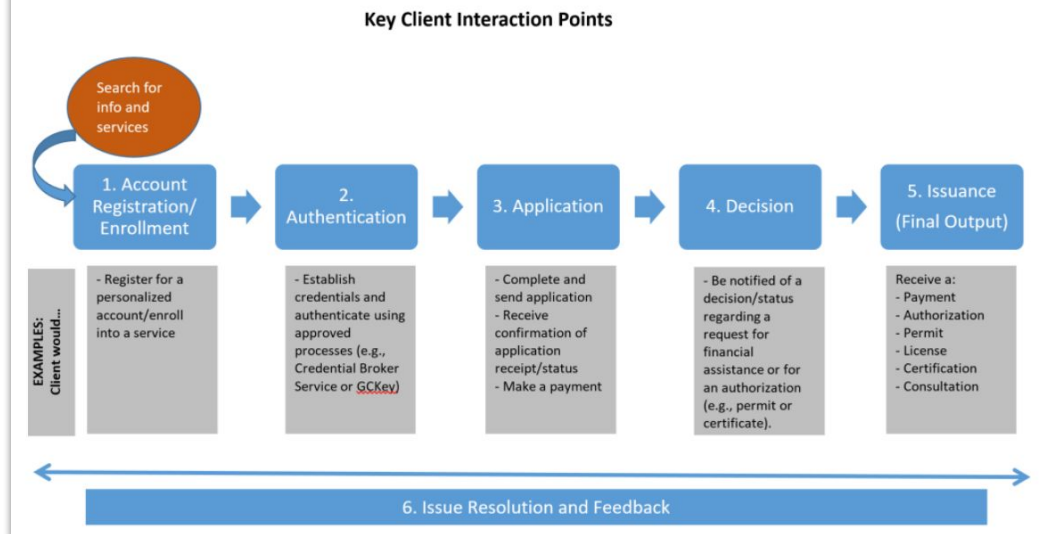 Key Client Interaction Points
Search for
info and
services
1. Account
Registration/
Enrollment
2.
Authentication
3. Application
4. Decision
5. Issuance
(Final Output)
EXAMPLES:
Client would...
- Register for a
personalized
account/enroll
into a service
- Establish
credentials and
authenticate using
approved
processes (e.g.,
Credential Broker
Service or GCKey)
- Complete and
send application
- Receive
confirmation of
application
receipt/status
- Make a payment
- Be notified of a
decision/status
regarding a
request for
financial
assistance or for
an authorization
(e.g., permit or
certificate).
Receive a:
- Payment
- Authorization
- Permit
- License
- Certification
- Consultation
6. Issue Resolution and Feedback